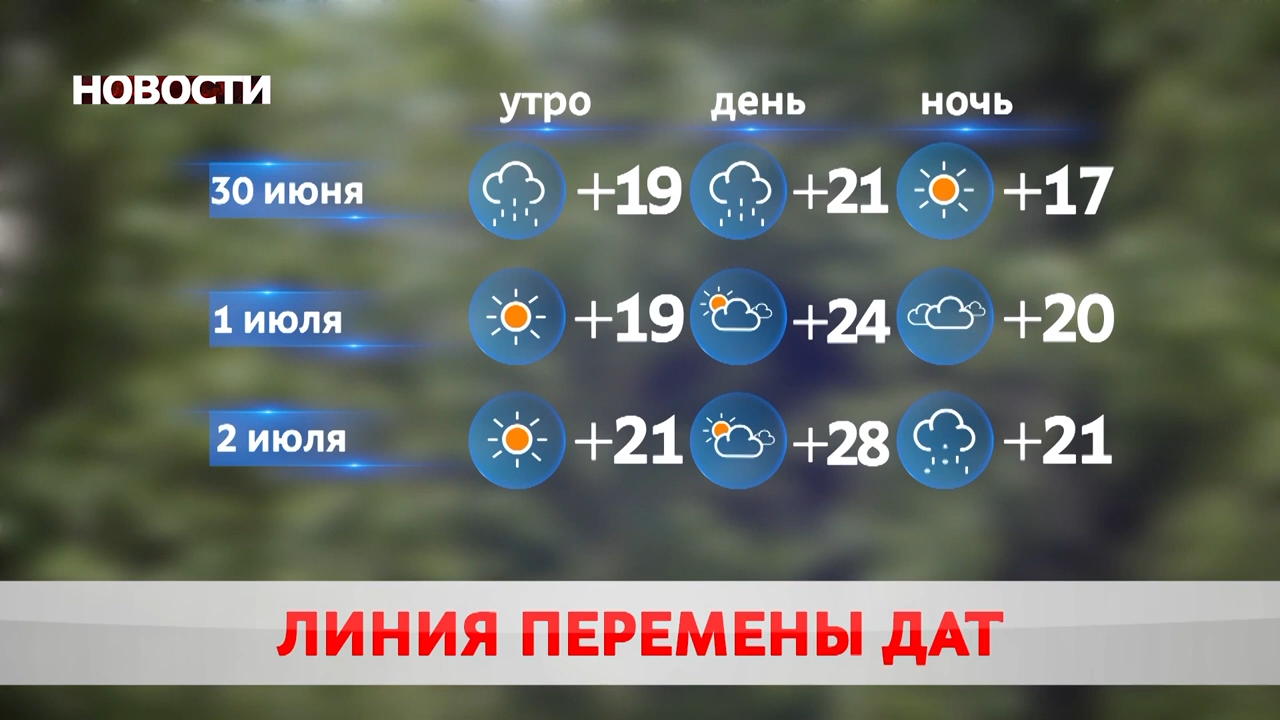 НОВОСТИ
утро день ночь
30 июня +19 +21 +17
1 июля +19 +24 +20
2 июля +21 +28 +21
ЛИНИЯ ПЕРЕМЕНЫ ДАТ